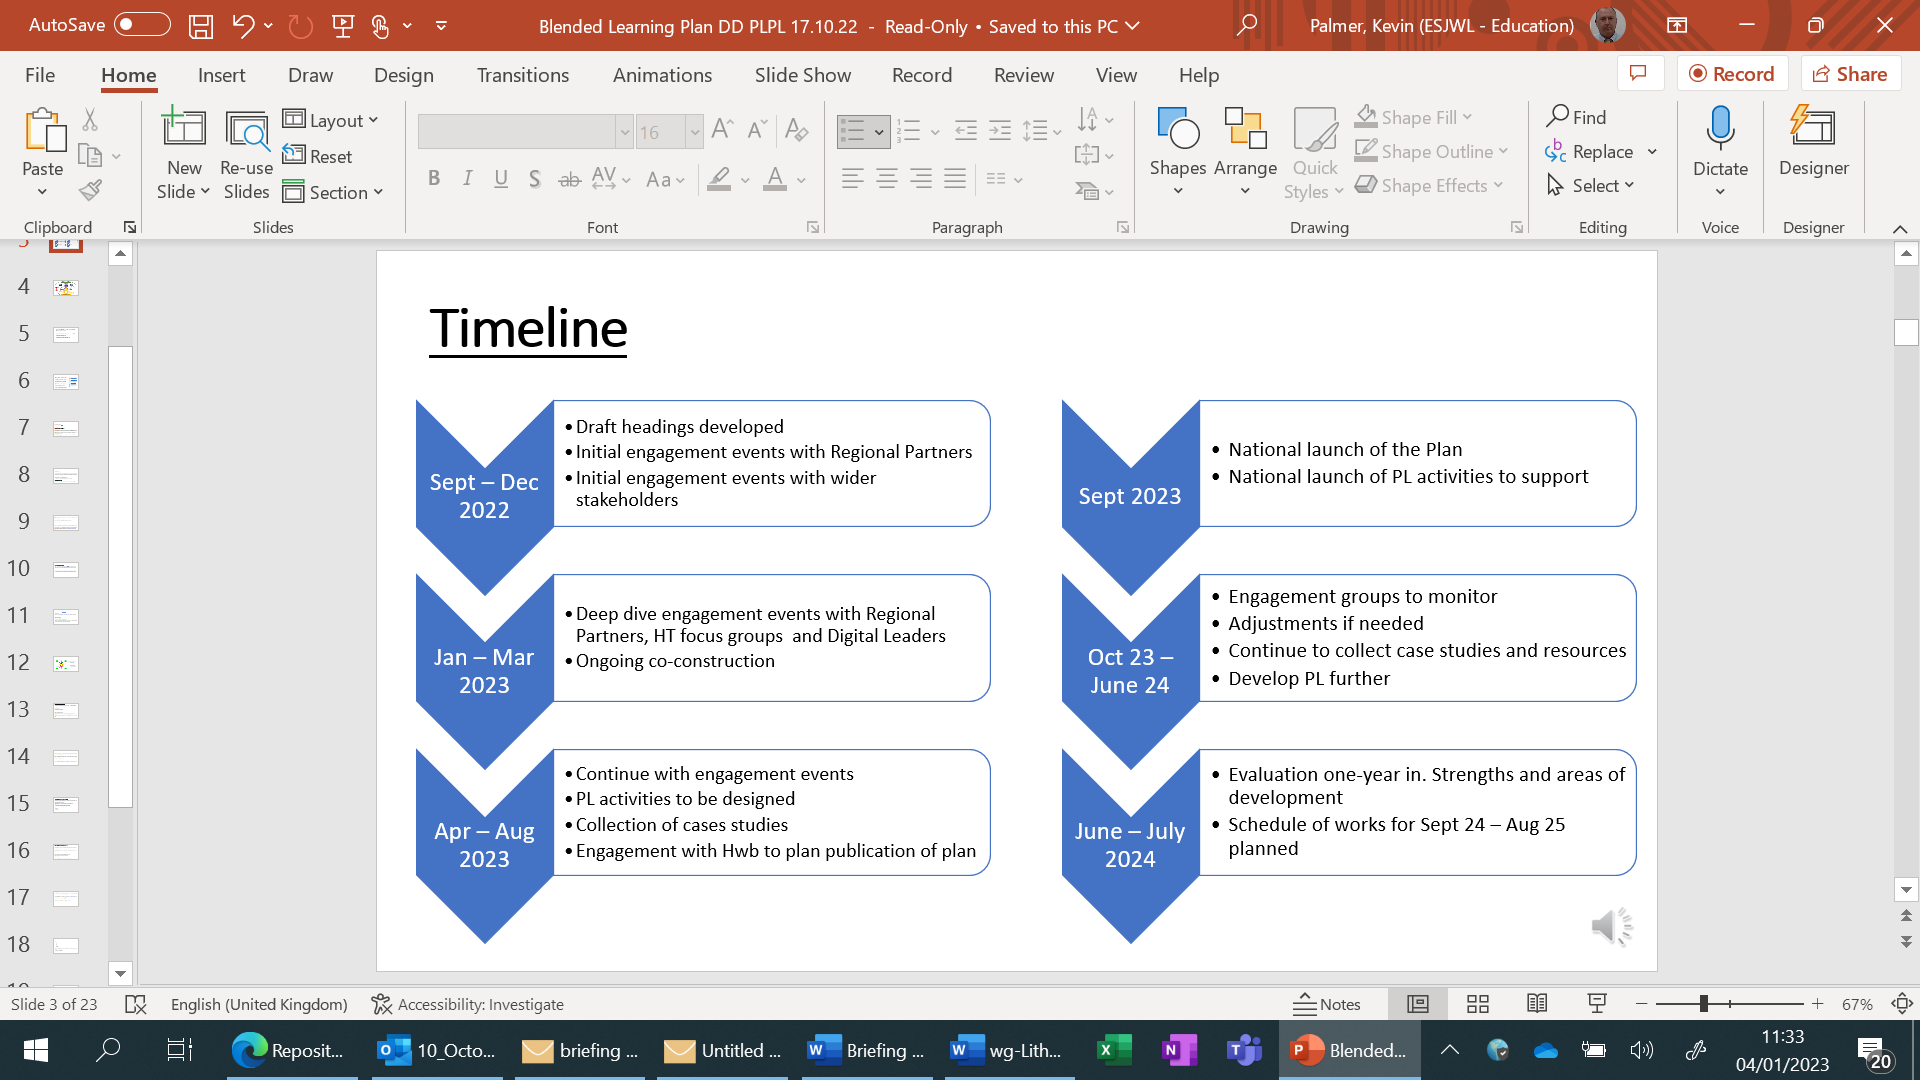 AutoSave
Blended Learning Plan DD PLPL 17.10.22 - Read-Only • Saved to this PC
Palmer, Kevin (ESJWL - Education)
File Home Insert Draw Design Transitions Animations Slide Show Record Review View Help
Record
Share
Paste
Clipboard
New
Slide
Re-use
Slides
Layout
Reset
Section
Slides
16
B I U S ab AV Aa A
Font
Paragraph
Shapes
Arrange
Quick
Styles
Shape Fill
Shape Outline
Shape Effects
Drawing
Find
Replace
Select
Editing
Dictate
Voice
Designer
Designer
3
4
5
6
7
8
9
10
11
12
13
14
15
16
17
18
19
Timeline
Sept – Dec
2022
• Draft headings developed
• Initial engagement events with Regional Partners
• Initial engagement events with wider
stakeholders
Jan – Mar
2023
• Deep dive engagement events with Regional
Partners, HT focus groups and Digital Leaders
• Ongoing co-construction
Apr – Aug
2023
• Continue with engagement events
• PL activities to be designed
• Collection of cases studies
• Engagement with Hwb to plan publication of plan
Sept 2023
• National launch of the Plan
• National launch of PL activities to support
Oct 23 –
June 24
• Engagement groups to monitor
• Adjustments if needed
• Continue to collect case studies and resources
• Develop PL further
June – July
2024
• Evaluation one-year in. Strengths and areas of
development
• Schedule of works for Sept 24 – Aug 25
planned
Slide 3 of 23
English (United Kingdom)
Accessibility: Investigate
Notes
67%
Reposit...
10_Octo...
briefing ...
Untitled ...
Briefing ...
wg-Lith...
Blended...
11:33
04/01/2023
20